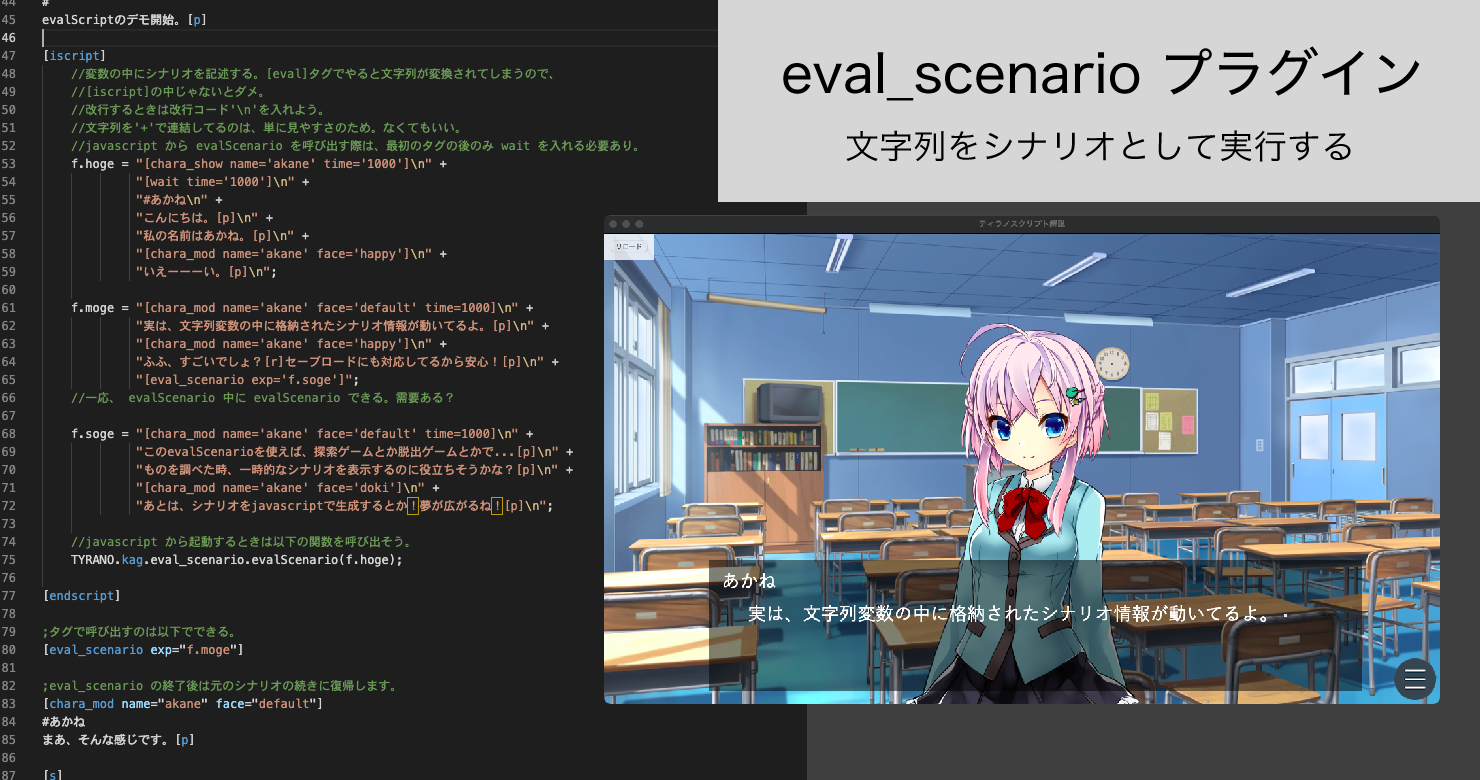 44 #
45 evalScriptのデモ開始。[p]
46
47 [iscript]
48 //変数の中にシナリオを記述する。[eval]タグでやると文字列が変換されてしまうので、
49 //[iscript]の中じゃないとダメ。
50 //改行するときは改行コード'\n'を入れよう。
51 //文字列を'+'で連結してるのは、単に見やすさのため。なくてもいい。
52 //javascript から evalScenario を呼び出す際は、最初のタグの後のみ wait を入れる必要あり。
53 f.hoge = "[chara_show name='akane' time='1000']\n" +
54 "[wait time='1000']\n" +
55 "#あかね\n" +
56 "こんにちは。[p]\n" +
57 "私の名前はあかね。[p]\n" +
58 "[chara_mod name='akane' face='happy']\n" +
59 "いえーーーい。[p]\n";
60
61 f.moge = "[chara_mod name='akane' face='default' time=1000]\n" +
62 "実は、文字列変数の中に格納されたシナリオ情報が動いてるよ。[p]\n" +
63 "[chara_mod name='akane' face='happy']\n" +
64 "ふふ、すごいでしょ？[r]セーブロードにも対応してるから安心！[p]\n" +
65 "[eval_scenario exp='f.soge']";
66 //一応、 evalScenario 中に evalScenario できる。需要ある？
67
68 f.soge = "[chara_mod name='akane' face='default' time=1000]\n" +
69 "このevalScenarioを使えば、探索ゲームとか脱出ゲームとかで...[p]\n" +
70 "ものを調べた時、一時的なシナリオを表示するのに役立ちそうかな？[p]\n" +
71 "[chara_mod name='akane' face='doki']\n" +
72 "あとは、シナリオをjavascriptで生成するとか！夢が広がるね！[p]\n";
73
74 //javascript から起動するときは以下の関数を呼び出そう。
75 TYRANO.kag.eval_scenario.evalScenario(f.hoge);
76
77 [endscript]
78
79 ;タグで呼び出すのは以下でできる。
80 [eval_scenario exp="f.moge"]
81
82 ;eval_scenario の終了後は元のシナリオの続きに復帰します。
83 [chara_mod name="akane" face="default"]
84 #あかね
85 まあ、そんな感じです。[p]
86
87 [s]
eval_scenario プラグイン
文字列をシナリオとして実行する
ティラノスクリプト解説
リロード
あかね
実は、文字列変数の中に格納されたシナリオ情報が動いてるよ。